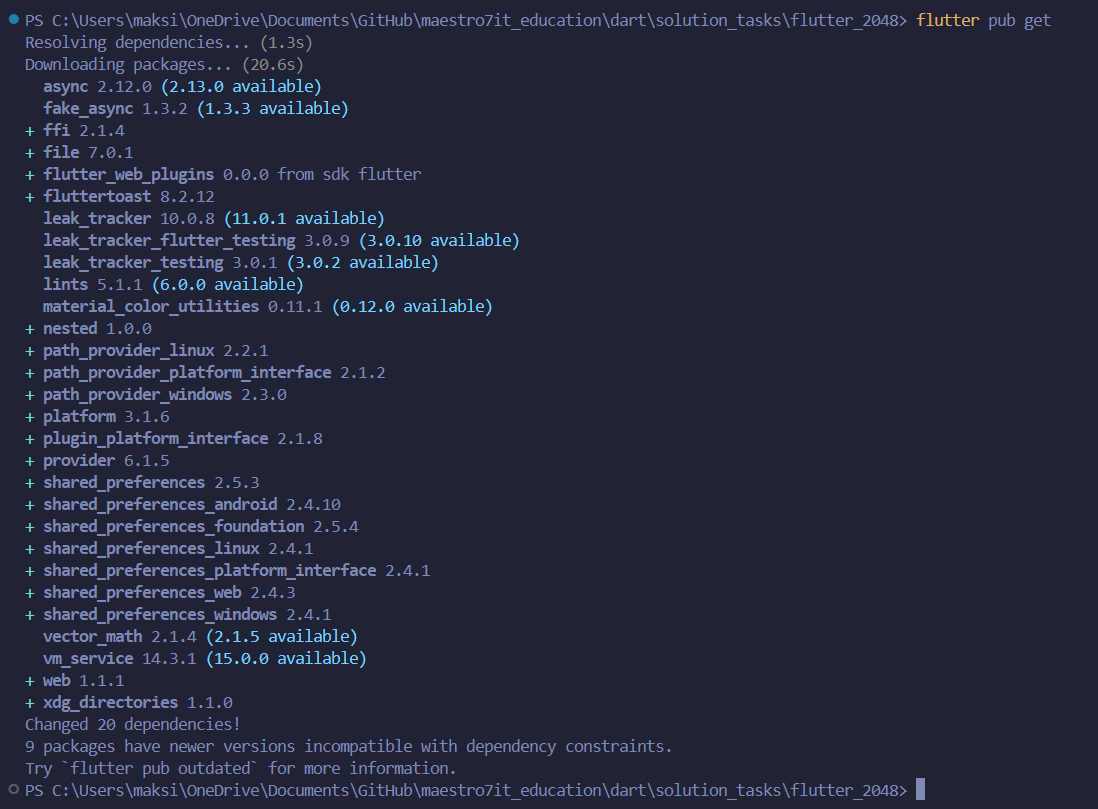 PS C:\Users\maksi\OneDrive\Documents\GitHub\maestro7it_education\dart\solution_tasks\flutter_2048> flutter pub get
Resolving dependencies... (1.3s)
Downloading packages... (20.6s)
  async 2.12.0 (2.13.0 available)
  fake_async 1.3.2 (1.3.3 available)
+ ffi 2.1.4
+ file 7.0.1
+ flutter_web_plugins 0.0.0 from sdk flutter
+ fluttertoast 8.2.12
  leak_tracker 10.0.8 (11.0.1 available)
  leak_tracker_flutter_testing 3.0.9 (3.0.10 available)
  leak_tracker_testing 3.0.1 (3.0.2 available)
  lints 5.1.1 (6.0.0 available)
  material_color_utilities 0.11.1 (0.12.0 available)
+ nested 1.0.0
+ path_provider_linux 2.2.1
+ path_provider_platform_interface 2.1.2
+ path_provider_windows 2.3.0
+ platform 3.1.6
+ plugin_platform_interface 2.1.8
+ provider 6.1.5
+ shared_preferences 2.5.3
+ shared_preferences_android 2.4.10
+ shared_preferences_foundation 2.5.4
+ shared_preferences_linux 2.4.1
+ shared_preferences_platform_interface 2.4.1
+ shared_preferences_web 2.4.3
+ shared_preferences_windows 2.4.1
  vector_math 2.1.4 (2.1.5 available)
  vm_service 14.3.1 (15.0.0 available)
+ web 1.1.1
+ xdg_directories 1.1.0
Changed 20 dependencies!
9 packages have newer versions incompatible with dependency constraints.
Try `flutter pub outdated` for more information.
PS C:\Users\maksi\OneDrive\Documents\GitHub\maestro7it_education\dart\solution_tasks\flutter_2048>